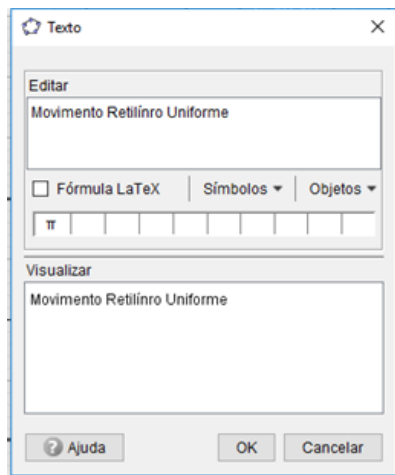 Texto
Editar
Movimento Retilínro Uniforme
Fórmula LaTeX Símbolos Objetos
π
Visualizar
Movimento Retilínro Uniforme
Ajuda OK Cancelar